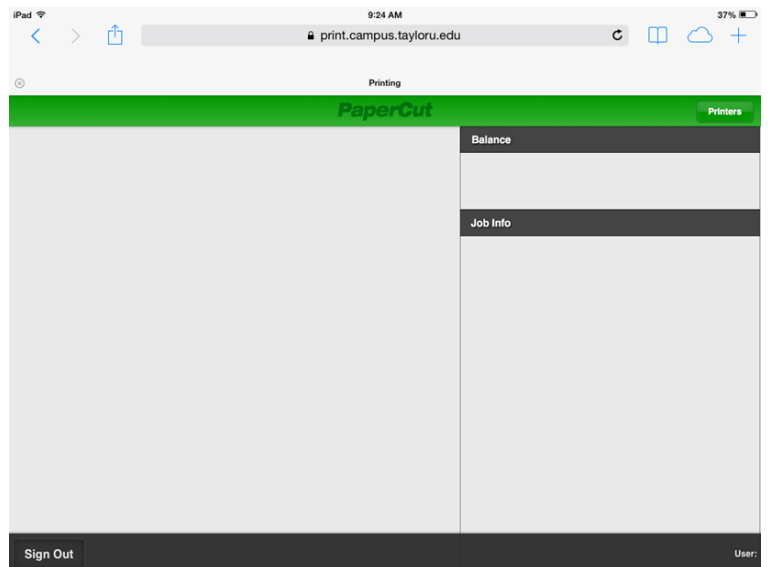 iPad 9:24 AM 37%
print.campus.tayloru.edu
Printing
PaperCut Printers
Balance
Job Info
Sign Out User: